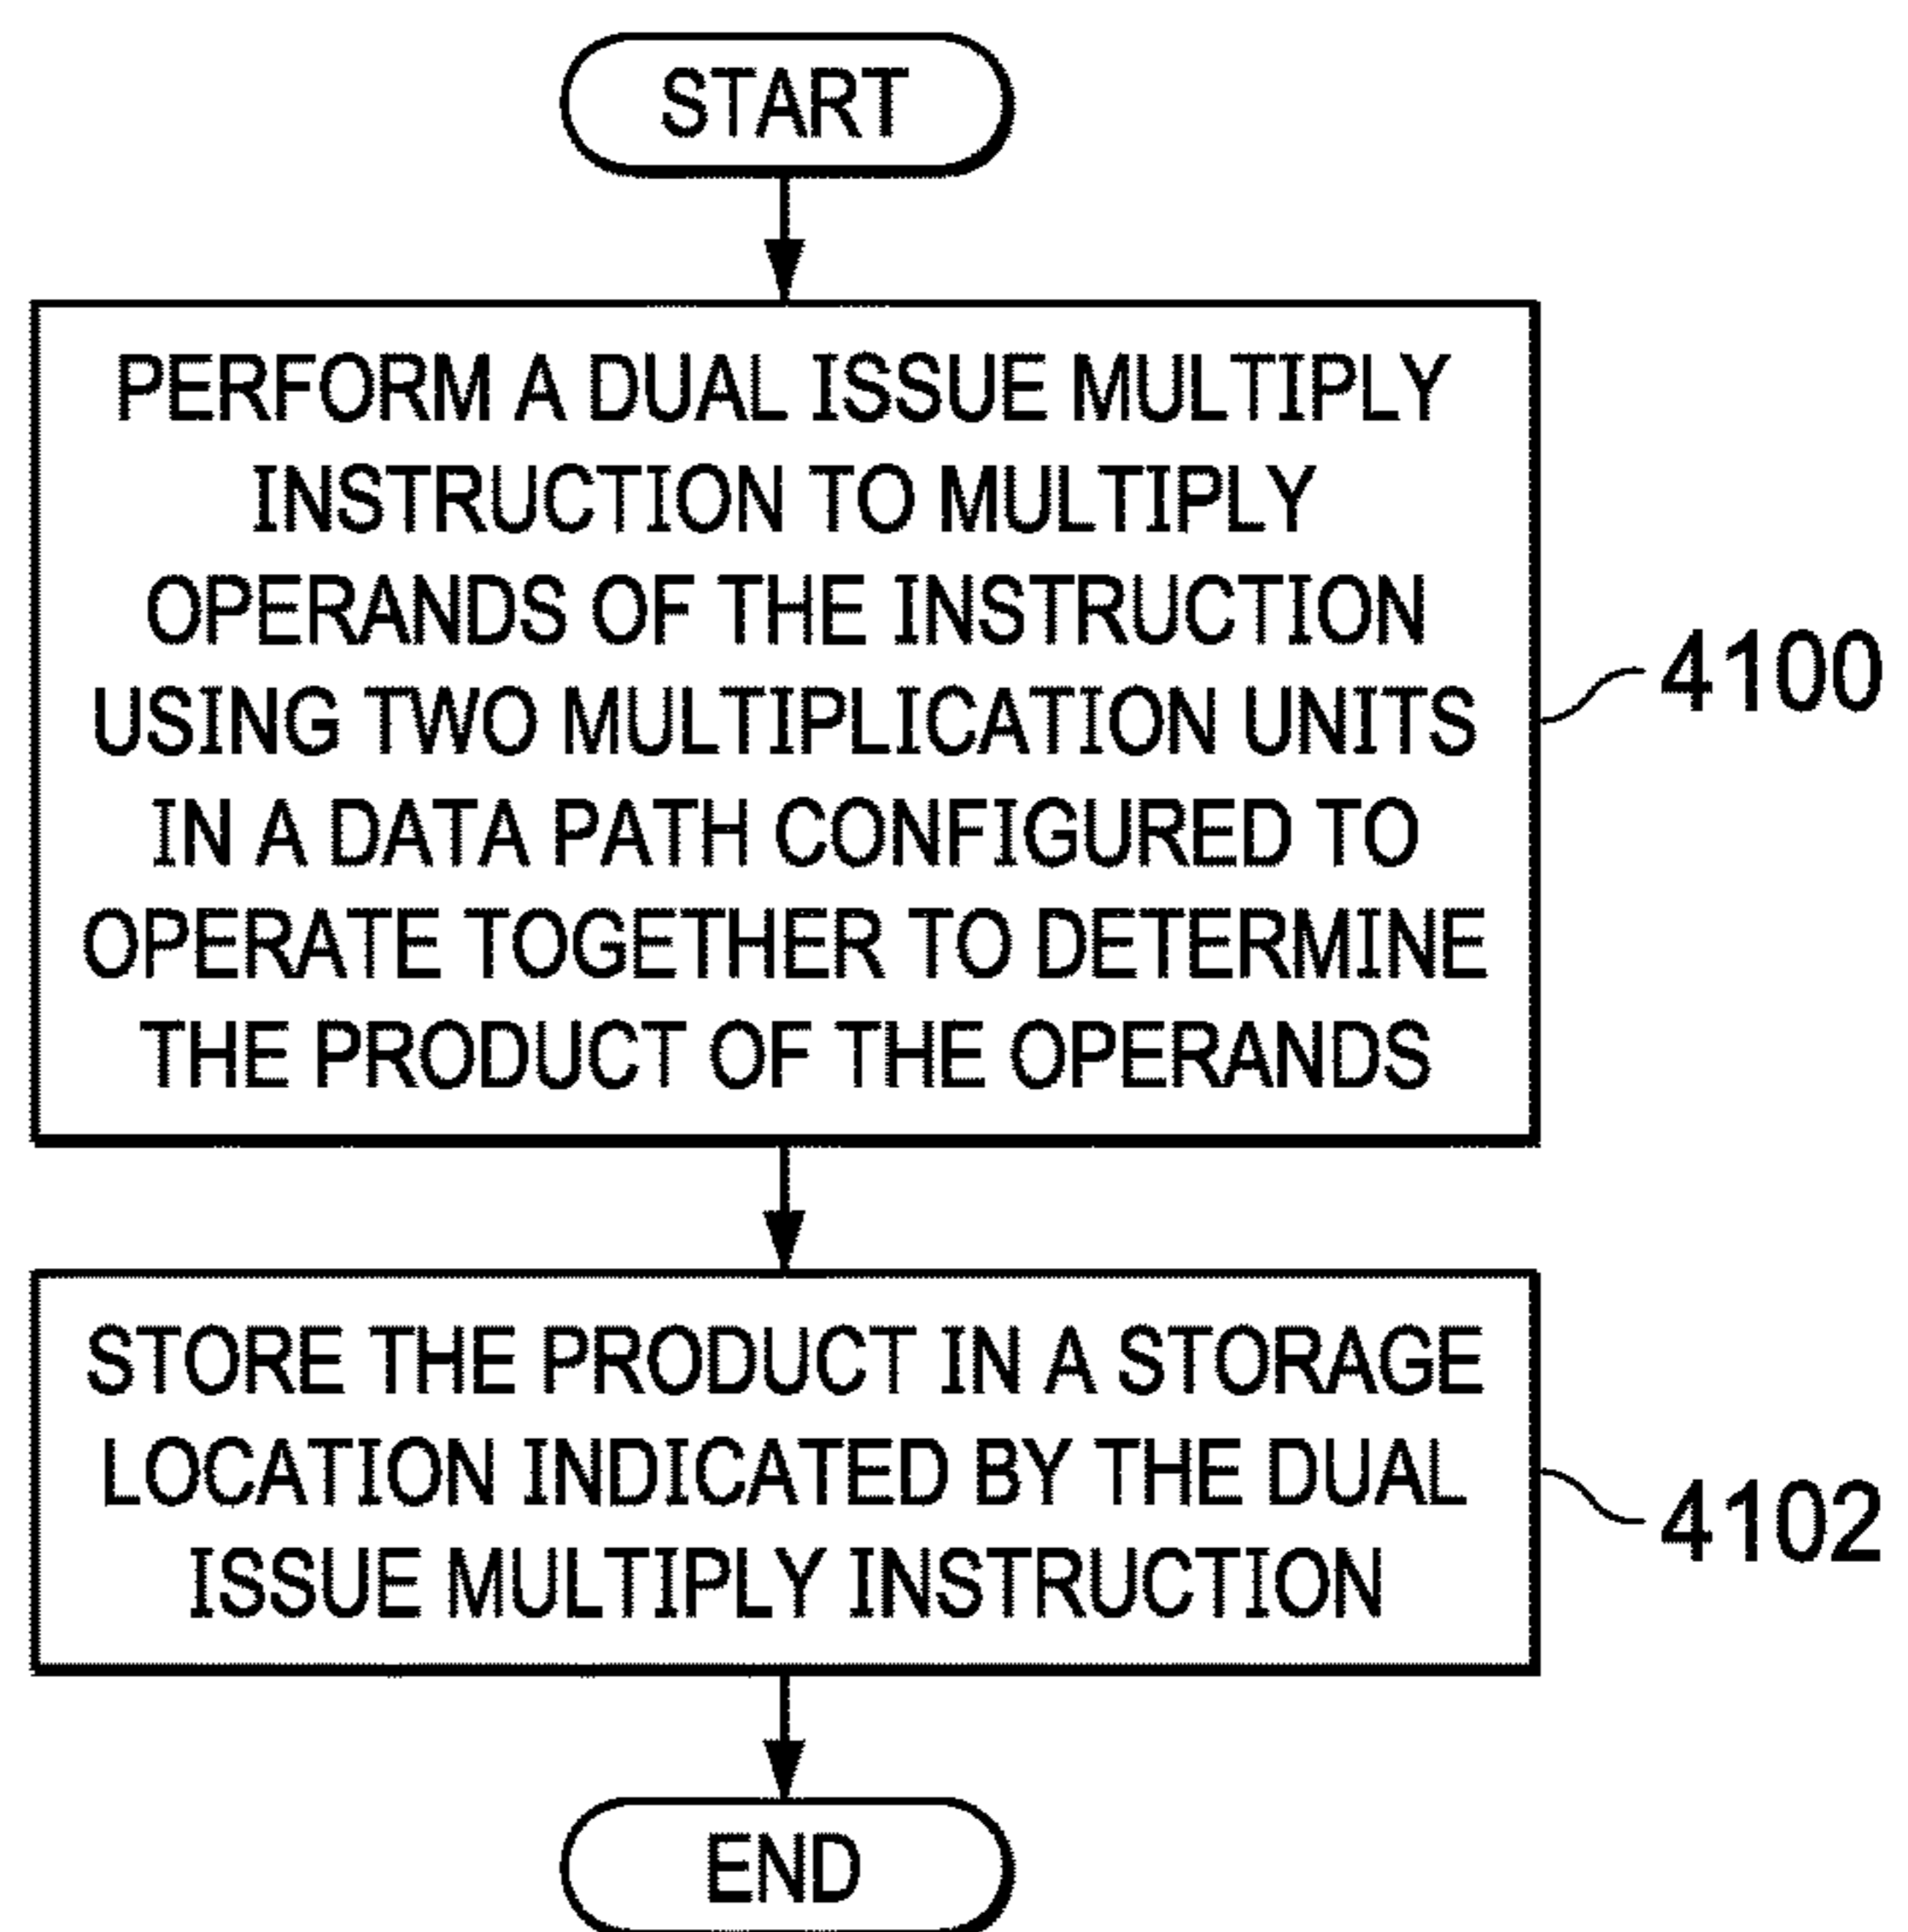 START
PERFORM A DUAL ISSUE MULTIPLY
INSTRUCTION TO MULTIPLY
OPERANDS OF THE INSTRUCTION
USING TWO MULTIPLICATION UNITS
IN A DATA PATH CONFIGURED TO
OPERATE TOGETHER TO DETERMINE
THE PRODUCT OF THE OPERANDS
4100
STORE THE PRODUCT IN A STORAGE
LOCATION INDICATED BY THE DUAL
ISSUE MULTIPLY INSTRUCTION
4102
END